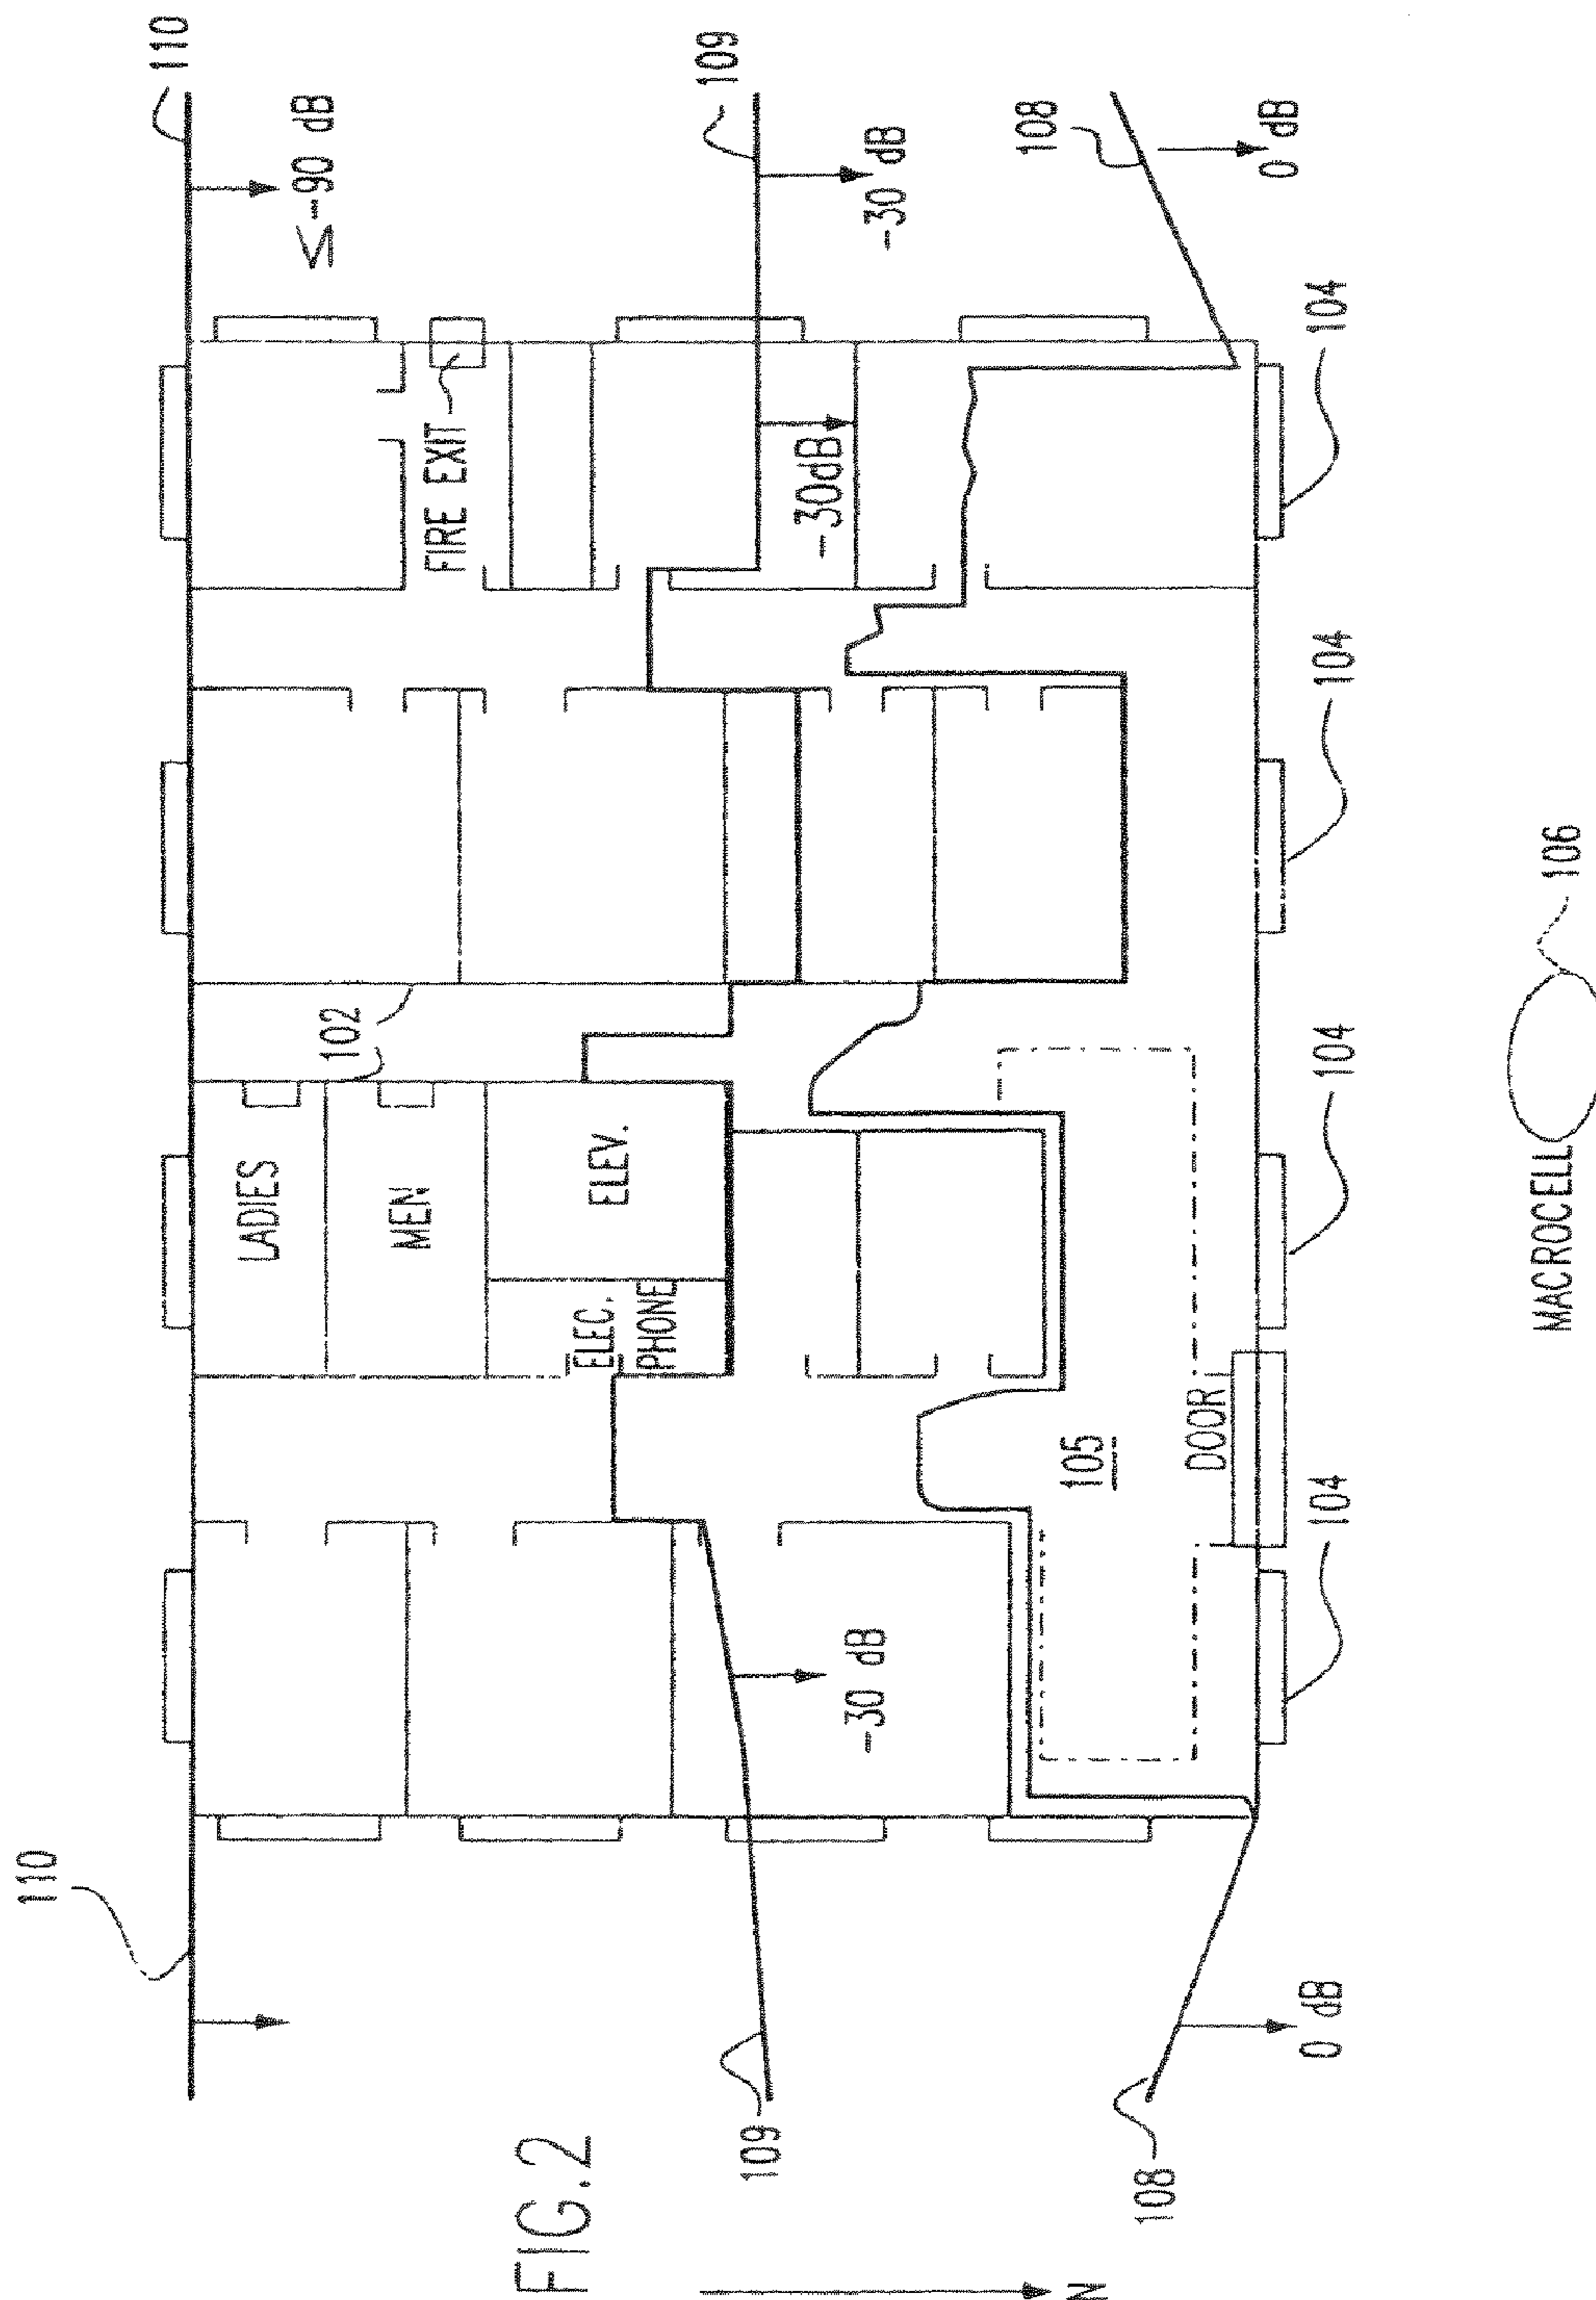 FIG. 2
N
110
110
≤-90 dB
109
109
-30 dB
-30dB
-30 dB
108
108
0 dB
0 dB
102
LADIES
MEN
ELEV.
ELEC.
PHONE
FIRE EXIT
105
DOOR
104
104
104
104
MACROCELL
106